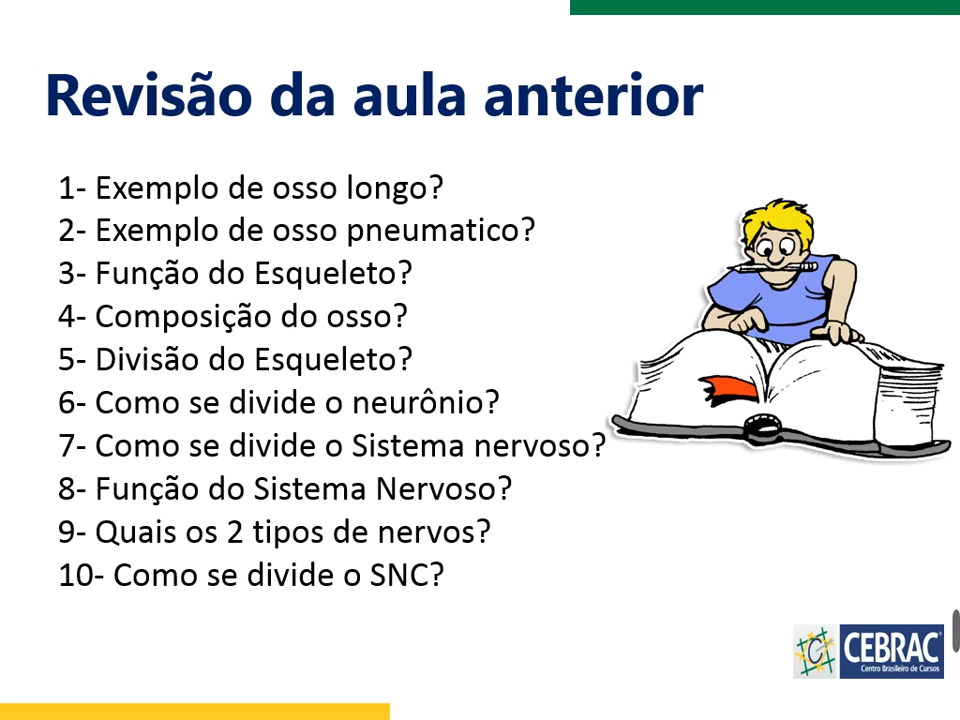 Revisão da aula anterior
1- Exemplo de osso longo?
2- Exemplo de osso pneumatico?
3- Função do Esqueleto?
4- Composição do osso?
5- Divisão do Esqueleto?
6- Como se divide o neurônio?
7- Como se divide o Sistema nervoso?
8- Função do Sistema Nervoso?
9- Quais os 2 tipos de nervos?
10- Como se divide o SNC?
CEBRAC
Centro Brasileiro de Cursos